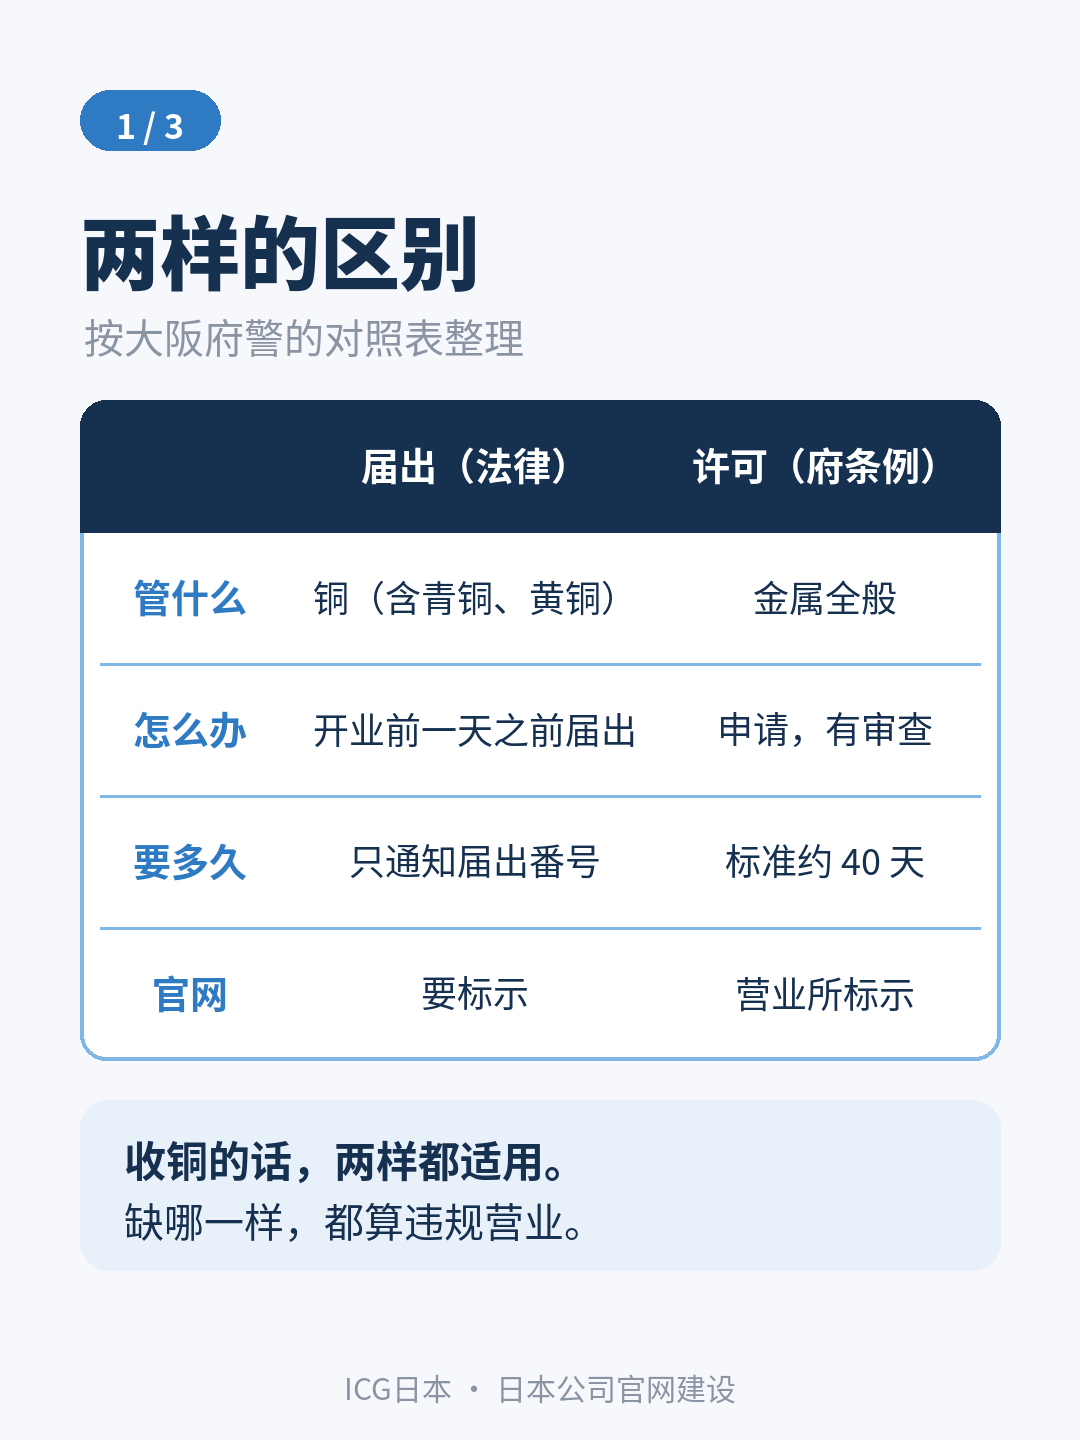 1 / 3
两样的区别
按大阪府警的对照表整理
届出（法律） 许可（府条例）
管什么 铜（含青铜、黄铜） 金属全般
怎么办 开业前一天之前届出 申请，有审查
要多久 只通知届出番号 标准约 40 天
官网 要标示 营业所标示
收铜的话，两样都适用。
缺哪一样，都算违规营业。
ICG日本 · 日本公司官网建设